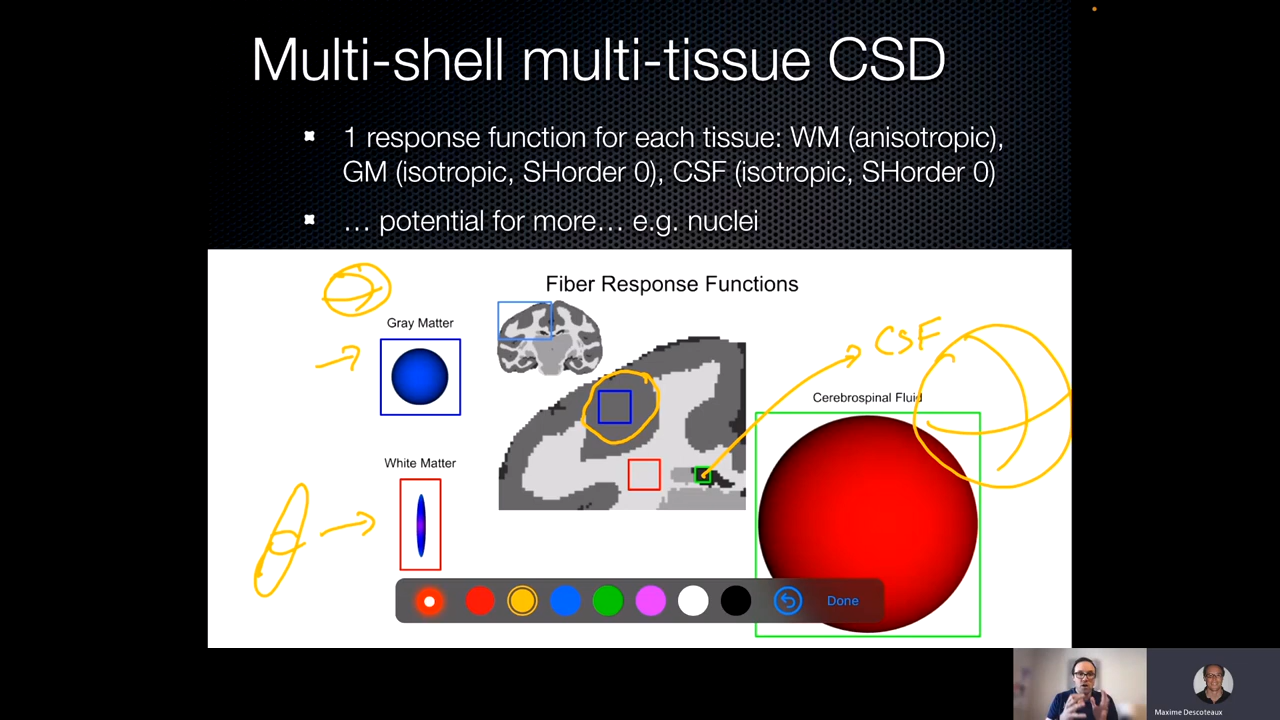 Multi-shell multi-tissue CSD
1 response function for each tissue: WM (anisotropic),
GM (isotropic, SHorder 0), CSF (isotropic, SHorder 0)
… potential for more… e.g. nuclei
Fiber Response Functions
Gray Matter
CSF
Cerebrospinal Fluid
White Matter
Done
Maxime Descoteaux